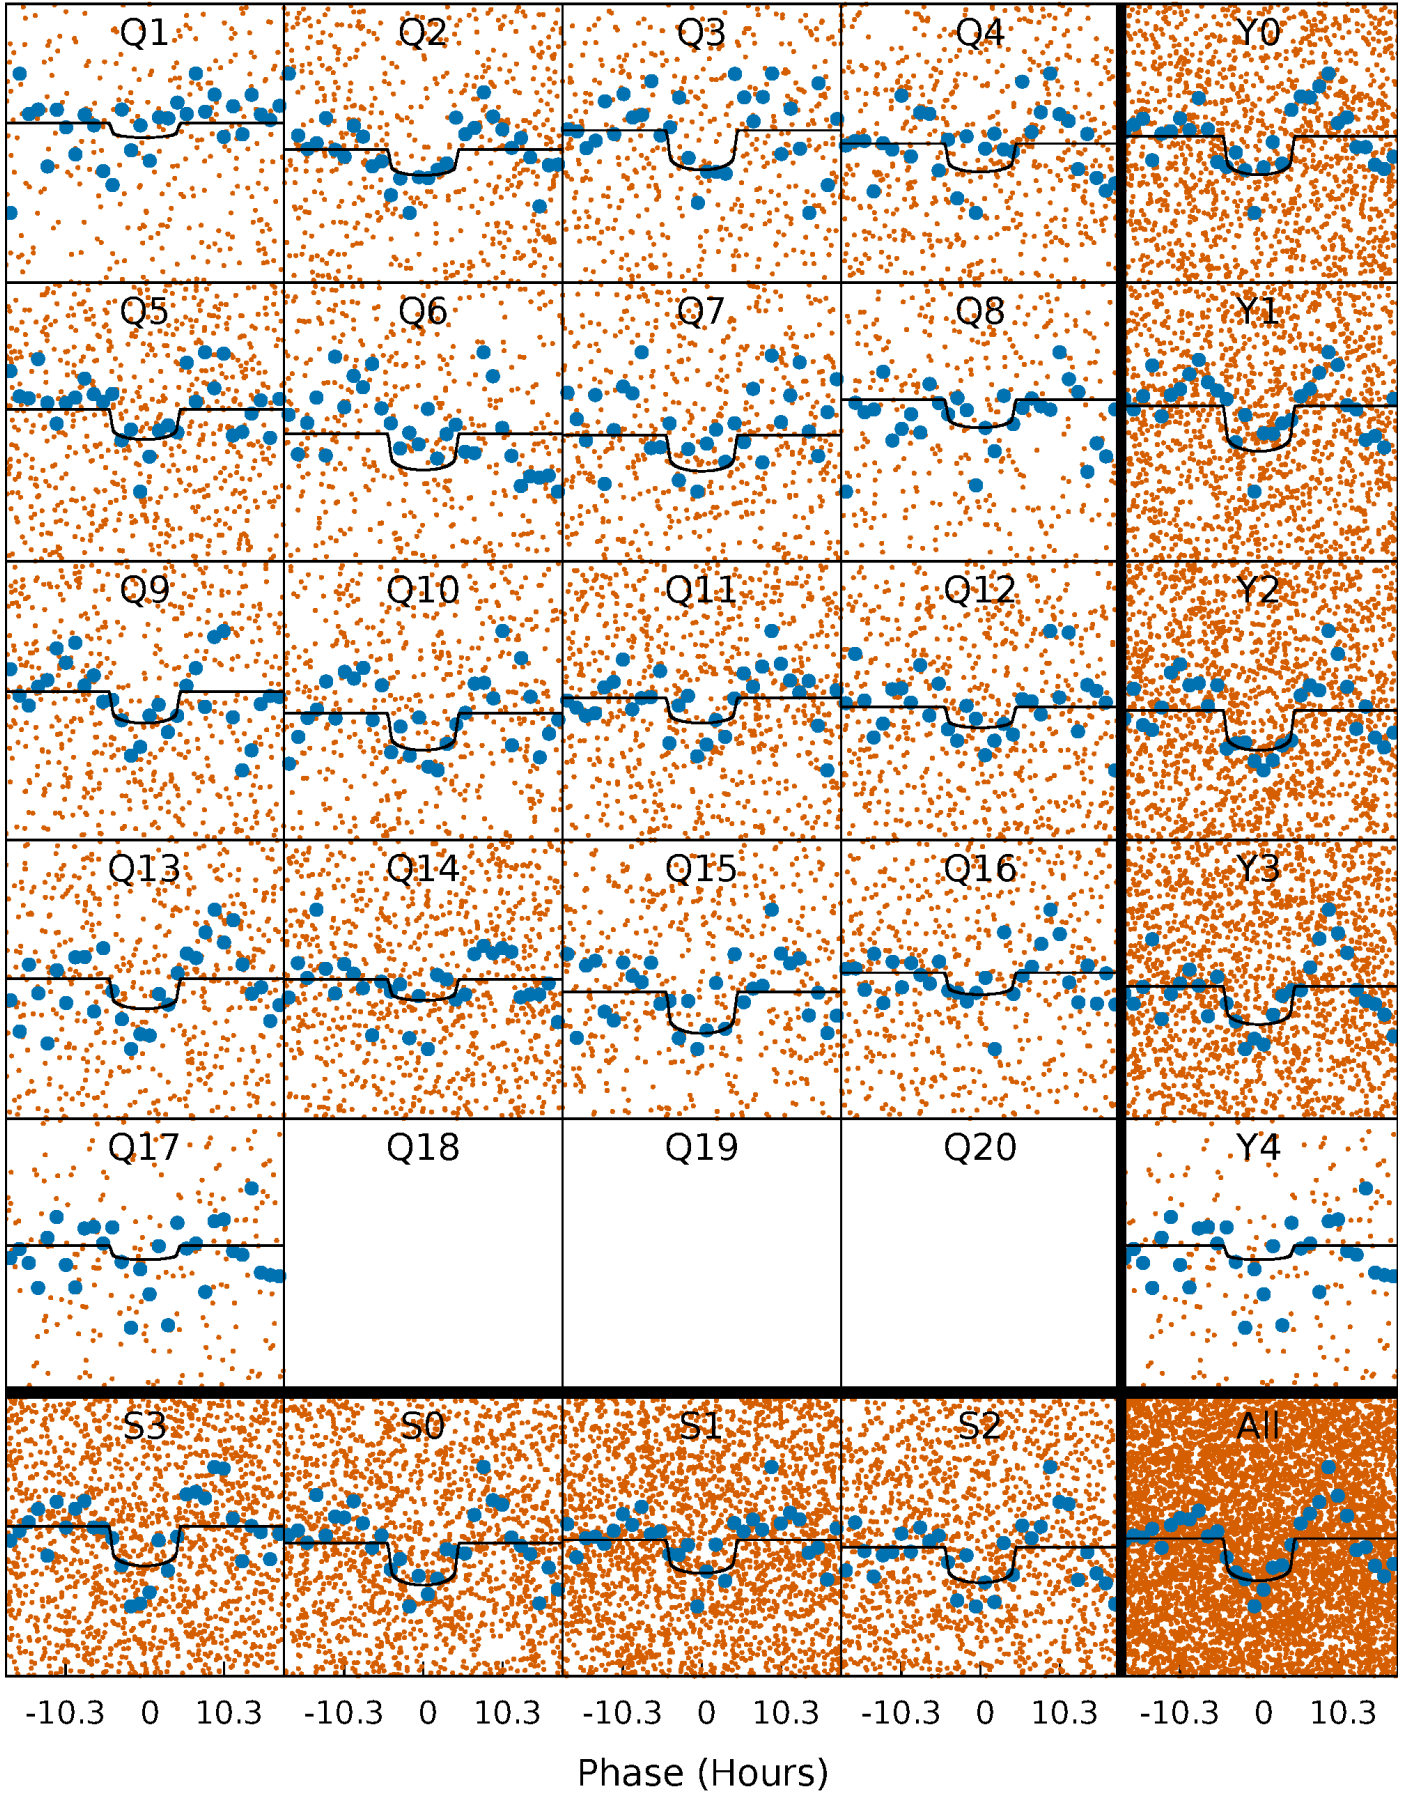 Q1 Q2 Q3 Q4 Y0
Q5 Q6 Q7 Q8 Y1
Q9 Q10 Q11 Q12 Y2
Q13 Q14 Q15 Q16 Y3
Q17 Q18 Q19 Q20 Y4
S3 S0 S1 S2 All
-10.3 0 10.3 -10.3 0 10.3 -10.3 0 10.3 -10.3 0 10.3 -10.3 0 10.3
Phase (Hours)